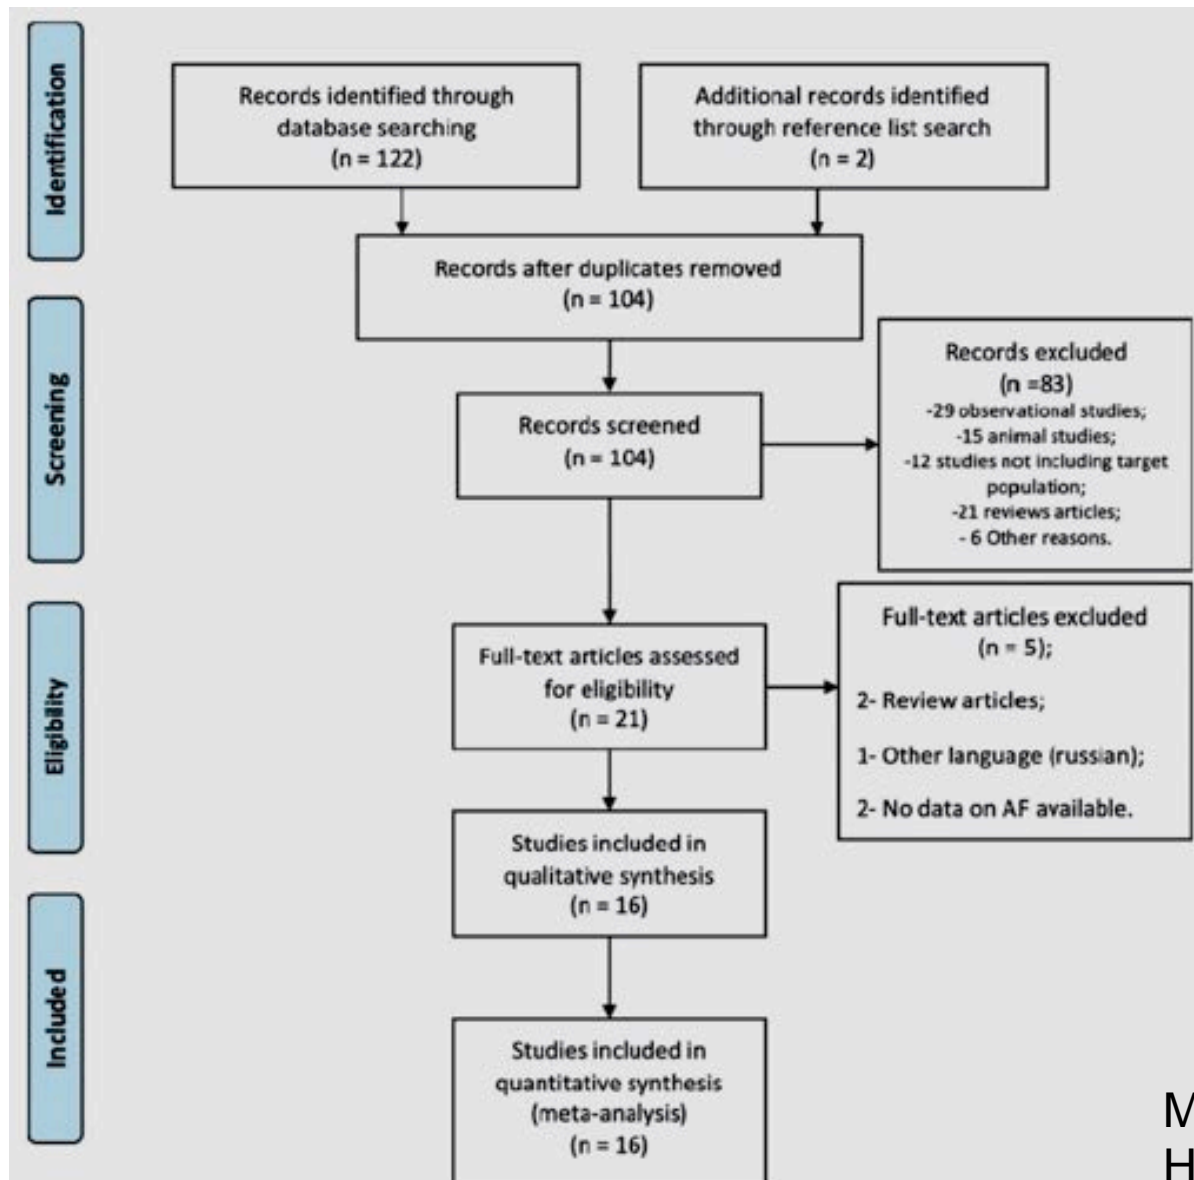 Identification
Records identified through
database searching
(n = 122)
Additional records identified
through reference list search
(n = 2)
Records after duplicates removed
(n = 104)
Screening
Records screened
(n = 104)
Records excluded
(n =83)
-29 observational studies;
-15 animal studies;
-12 studies not including target
population;
-21 reviews articles;
- 6 Other reasons.
Eligibility
Full-text articles assessed
for eligibility
(n = 21)
Full-text articles excluded
(n = 5);
2- Review articles;
1- Other language (russian);
2- No data on AF available.
Studies included in
qualitative synthesis
(n = 16)
Included
Studies included in
quantitative synthesis
(meta-analysis)
(n = 16)
M
H